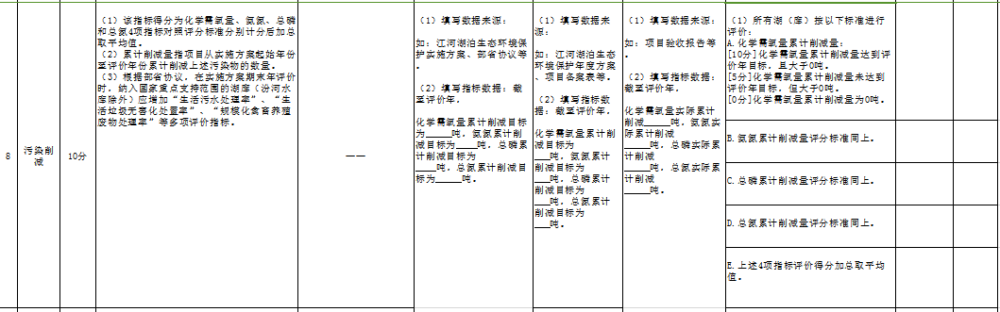 8
污染削
减
10分
(1)该指标得分为化学需氧量、氨氮、总磷
和总氮4项指标对照评分标准分别计分后加总
取平均值。
(2)累计削减量指项目从实施方案起始年份
至评价年份累计削减上述污染物的数量。
(3)根据部省协议,在实施方案期末年评价
时,纳入国家重点支持范围的湖库(汾河水
库除外)应增加“生活污水处理率”、“生
活垃圾无害化处置率”、“规模化禽畜养殖
废物处理率”等多项评价指标。
——
(1)填写数据来源:
如:江河湖泊生态环境保
护实施方案、部省协议等
。
(2)填写指标数据:截
至评价年,
化学需氧量累计削减目标
为_____吨,氨氮累计削
减目标为____吨,总磷累
计削减目标为
____吨,总氮累计削减目
标为_____吨。
(1)填写数据来
源:
如:江河湖泊生态
环境保护年度方案
、项目备案表等。
(2)填写指标数
据:截至评价年,
化学需氧量累计削
减目标为
___吨,氨氮累计
削减目标为
___吨,总磷累计
削减目标为
___吨,总氮累计
削减目标为
___吨。
(1)填写数据来源:
如:项目验收报告等
。
(2)填写指标数据:
截至评价年,
化学需氧量实际累计
削减_____吨,氨氮实
际累计削减
_____吨,总磷实际累
计削减
_____吨,总氮实际累
计削减
_____吨。
(1)所有湖(库)按以下标准进行
评价:
A.化学需氧量累计削减量:
[10分]化学需氧量累计削减量达到评
价年目标,且大于0吨。
[5分]化学需氧量累计削减量未达到
评价年目标,但大于0吨。
[0分]化学需氧量累计削减量为0吨。
B.氨氮累计削减量评分标准同上。
C.总磷累计削减量评分标准同上。
D.总氮累计削减量评分标准同上。
E.上述4项指标评价得分加总取平均
值。